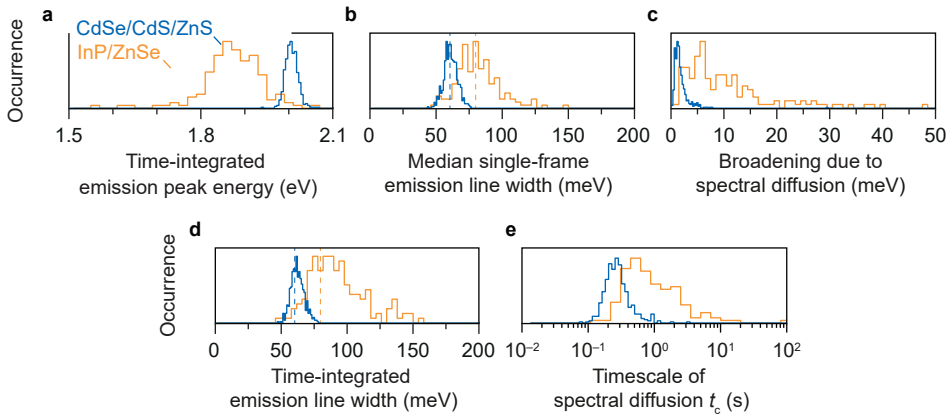 a
CdSe/CdS/ZnS
InP/ZnSe
Occurrence
1.5 1.8 2.1
Time-integrated
emission peak energy (eV)
b
0 50 100 150 200
Median single-frame
emission line width (meV)
c
0 10 20 30 40 50
Broadening due to
spectral diffusion (meV)
d
Occurrence
0 50 100 150 200
Time-integrated
emission line width (meV)
e
10⁻² 10⁻¹ 10⁰ 10¹ 10²
Timescale of
spectral diffusion t_c (s)